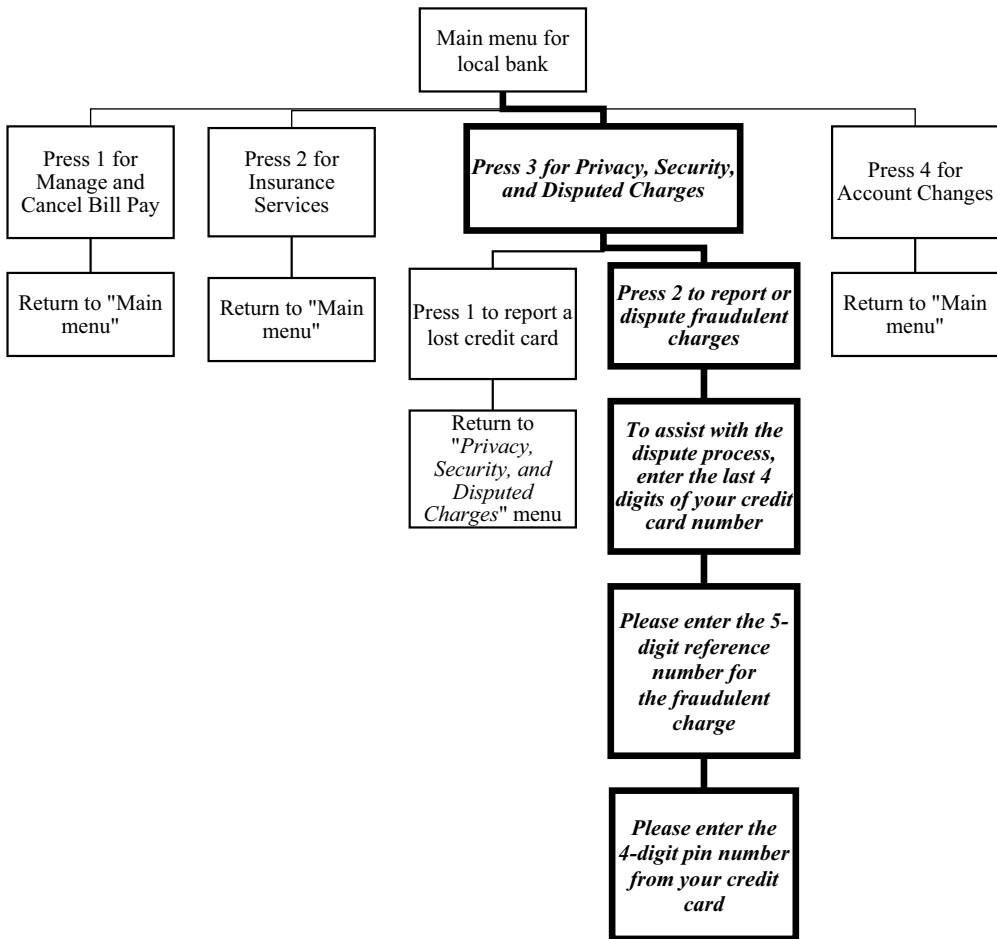 Main menu for
local bank
Press 1 for
Manage and
Cancel Bill Pay
Press 2 for
Insurance
Services
Press 3 for Privacy, Security,
and Disputed Charges
Press 4 for
Account Changes
Return to "Main
menu"
Return to "Main
menu"
Press 1 to report a
lost credit card
Press 2 to report or
dispute fraudulent
charges
Return to "Main
menu"
Return to
"Privacy,
Security, and
Disputed
Charges" menu
To assist with the
dispute process,
enter the last 4
digits of your credit
card number
Please enter the 5-
digit reference
number for
the fraudulent
charge
Please enter the
4-digit pin number
from your credit
card